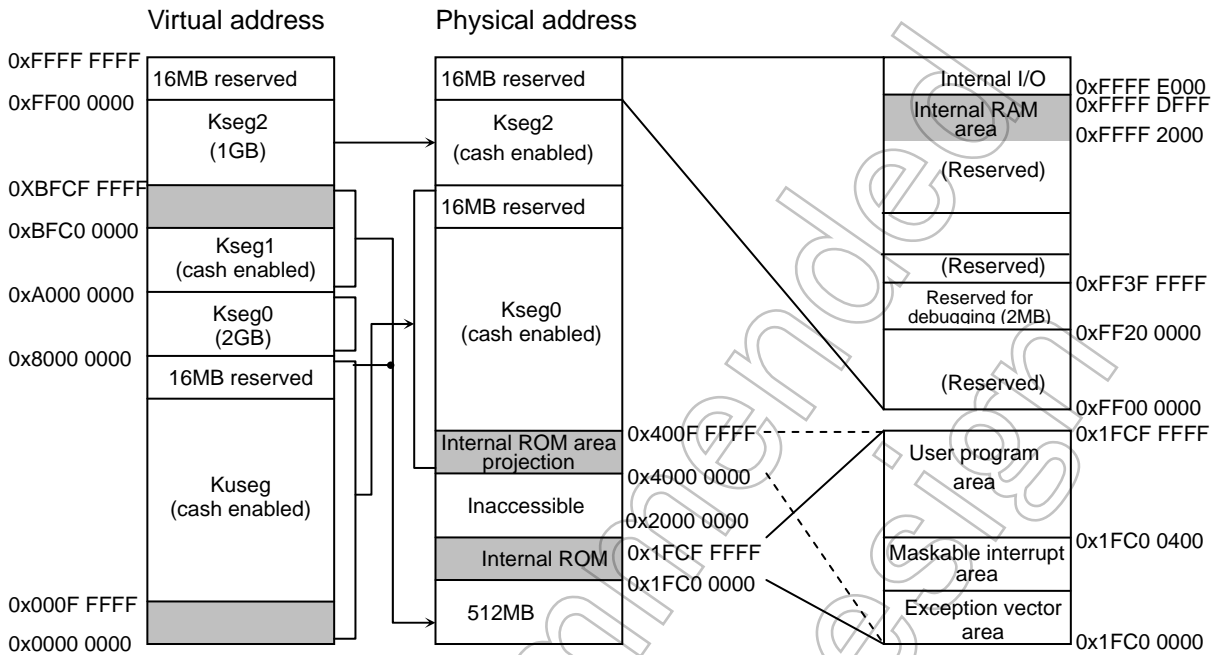 Virtual address
Physical address
0xFFFF FFFF
0xFF00 0000
0XBFCF FFFF
0xBFC0 0000
0xA000 0000
0x8000 0000
0x000F FFFF
0x0000 0000
16MB reserved
Kseg2
(1GB)
Kseg1
(cash enabled)
Kseg0
(2GB)
16MB reserved
Kuseg
(cash enabled)
16MB reserved
Kseg2
(cash enabled)
16MB reserved
Kseg0
(cash enabled)
Internal ROM area
projection
Inaccessible
Internal ROM
512MB
0x400F FFFF
0x4000 0000
0x2000 0000
0x1FCF FFFF
0x1FC0 0000
Internal I/O
Internal RAM
area
(Reserved)
(Reserved)
Reserved for
debugging (2MB)
(Reserved)
0xFFFF E000
0xFFFF DFFF
0xFFFF 2000
0xFF3F FFFF
0xFF20 0000
0xFF00 0000
User program
area
Maskable interrupt
area
Exception vector
area
0x1FCF FFFF
0x1FC0 0400
0x1FC0 0000
mmended
esign